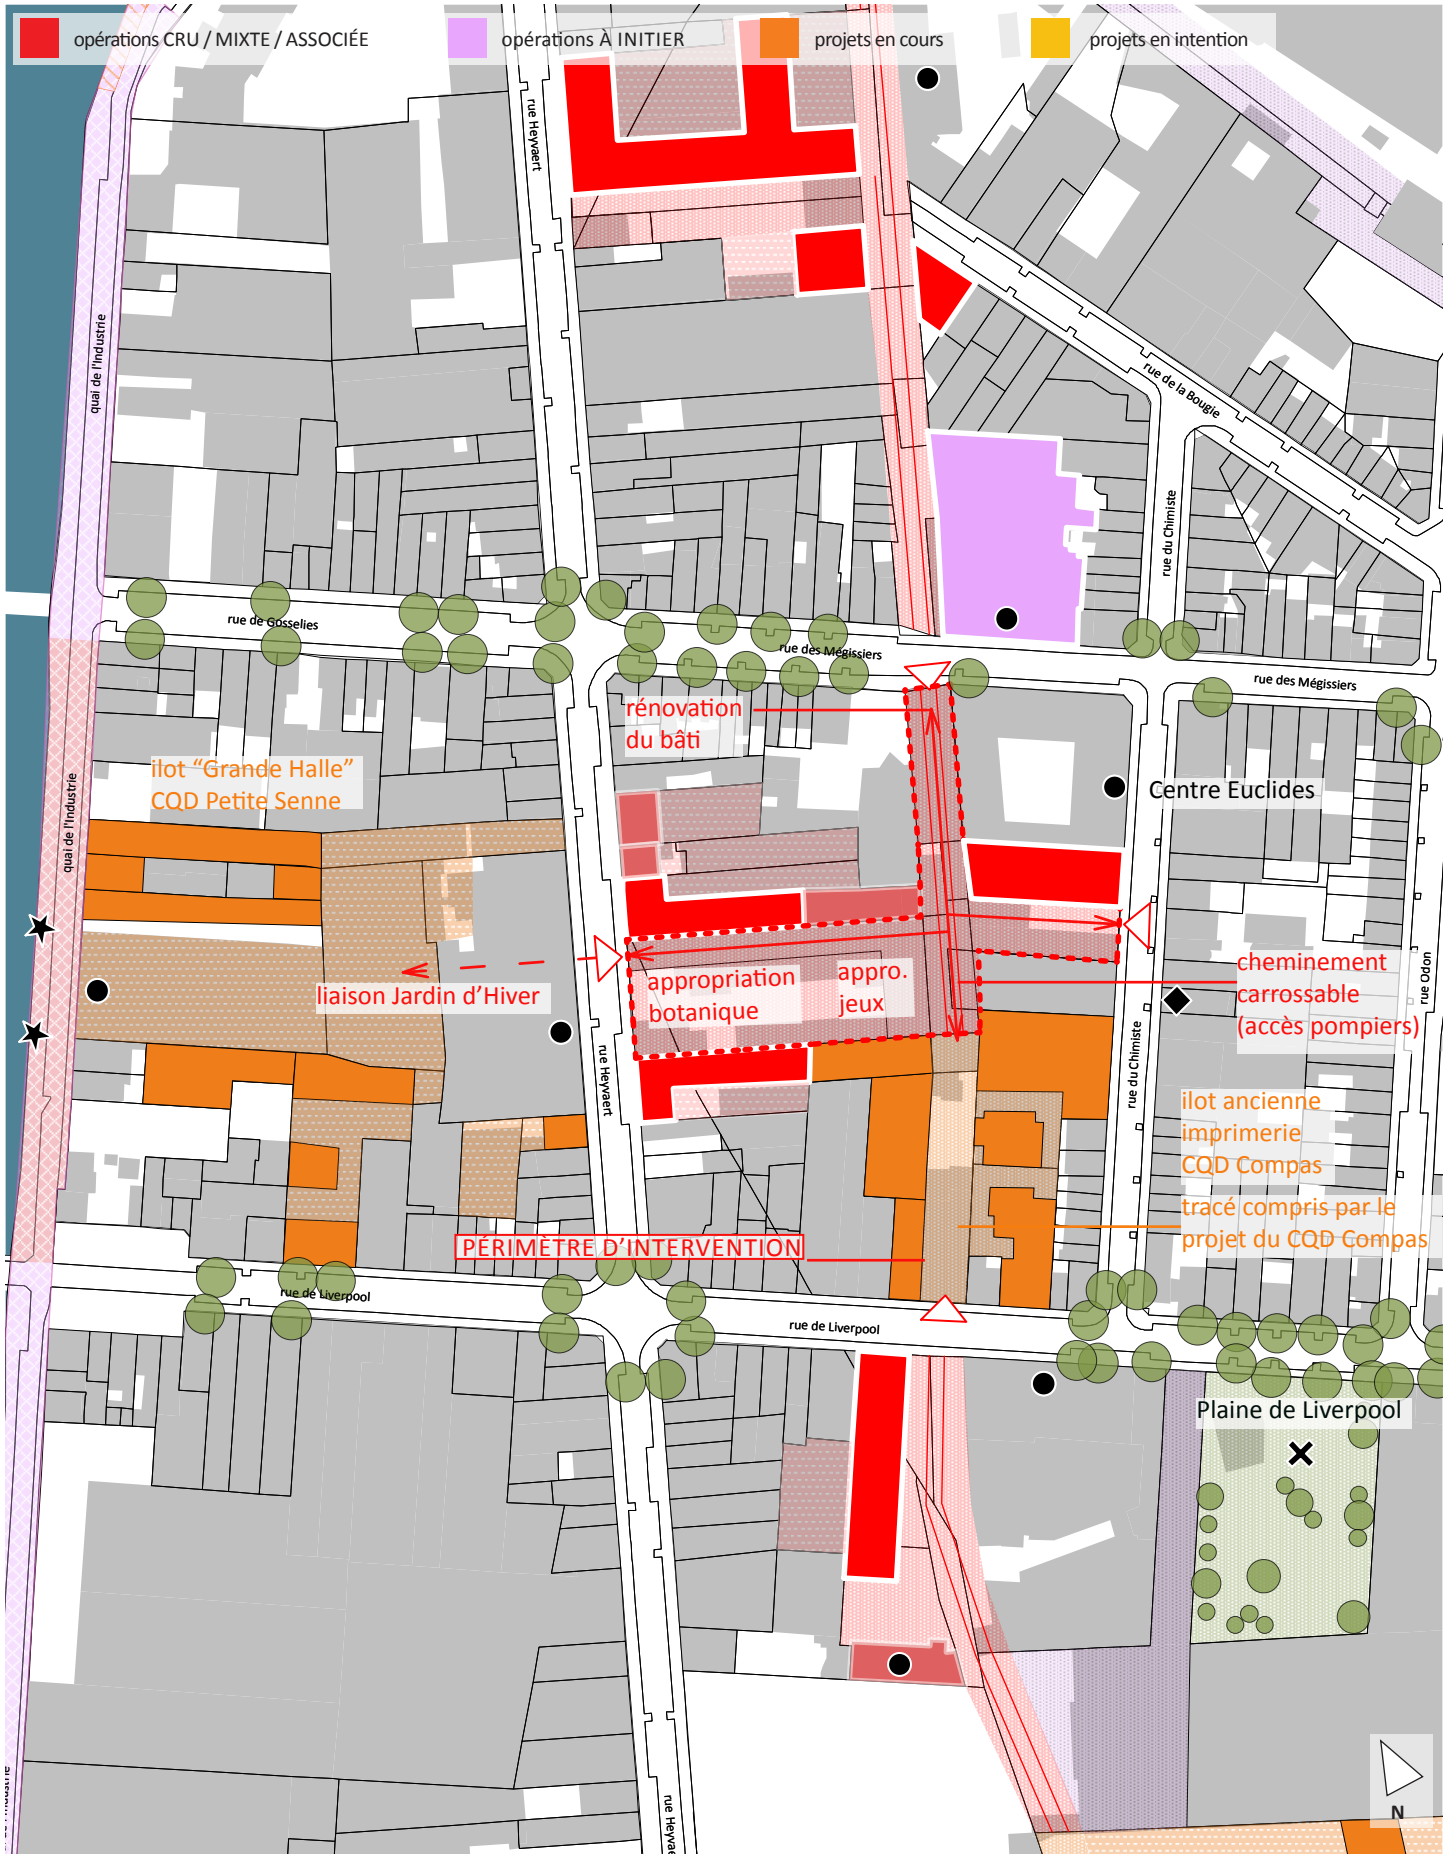 opérations CRU / MIXTE / ASSOCIÉE
opérations À INITIER
projets en cours
projets en intention
rue Heyvaert
quai de l'Industrie
rue de la Bougie
rue du Chimiste
rue de Gosselies
rue des Mégissiers
rue des Mégissiers
rénovation
du bâti
ilot “Grande Halle”
CQD Petite Senne
quai de l'Industrie
Centre Euclides
appropriation
botanique
appro.
jeux
liaison Jardin d’Hiver
cheminement
carrossable
(accès pompiers)
rue Odon
rue Heyvaert
rue du Chimiste
ilot ancienne
imprimerie
CQD Compas
tracé compris par le
projet du CQD Compas
PÉRIMÈTRE D’INTERVENTION
rue de Liverpool
rue de Liverpool
Plaine de Liverpool
rue Heyvae
N